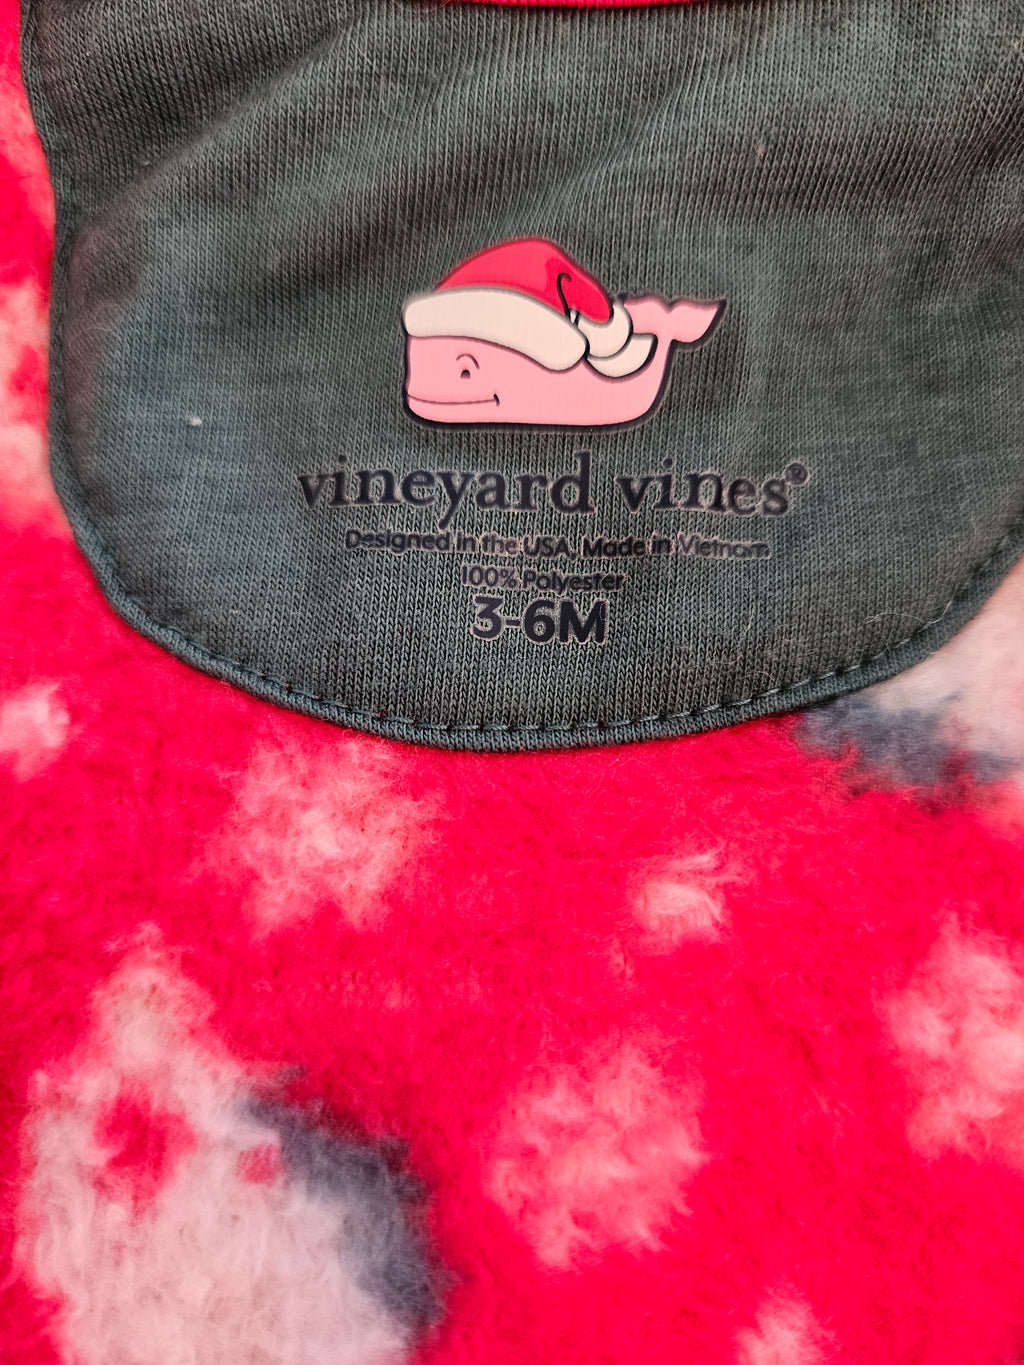 vineyard vines®
Designed in the USA. Made in Vietnam
100% Polyester
3-6M